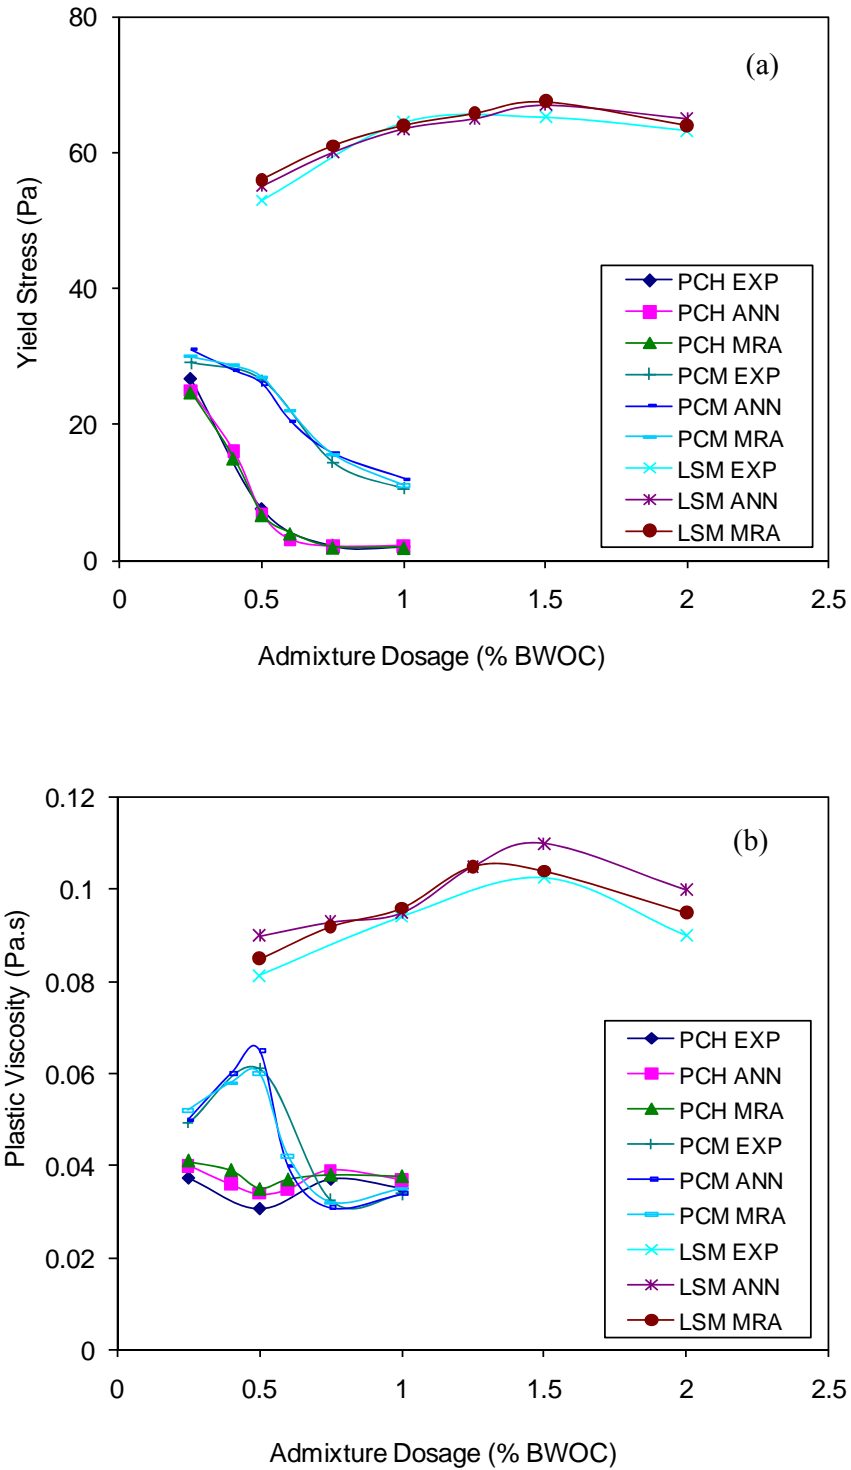 80
(a)
60
Yield Stress (Pa)
40
PCH EXP
PCH ANN
PCH MRA
PCM EXP
PCM ANN
PCM MRA
LSM EXP
LSM ANN
LSM MRA
20
0
0 0.5 1 1.5 2 2.5
Admixture Dosage (% BWOC)
0.12
(b)
0.1
Plastic Viscosity (Pa.s)
0.08
PCH EXP
PCH ANN
PCH MRA
PCM EXP
PCM ANN
PCM MRA
LSM EXP
LSM ANN
LSM MRA
0.06
0.04
0.02
0
0 0.5 1 1.5 2 2.5
Admixture Dosage (% BWOC)